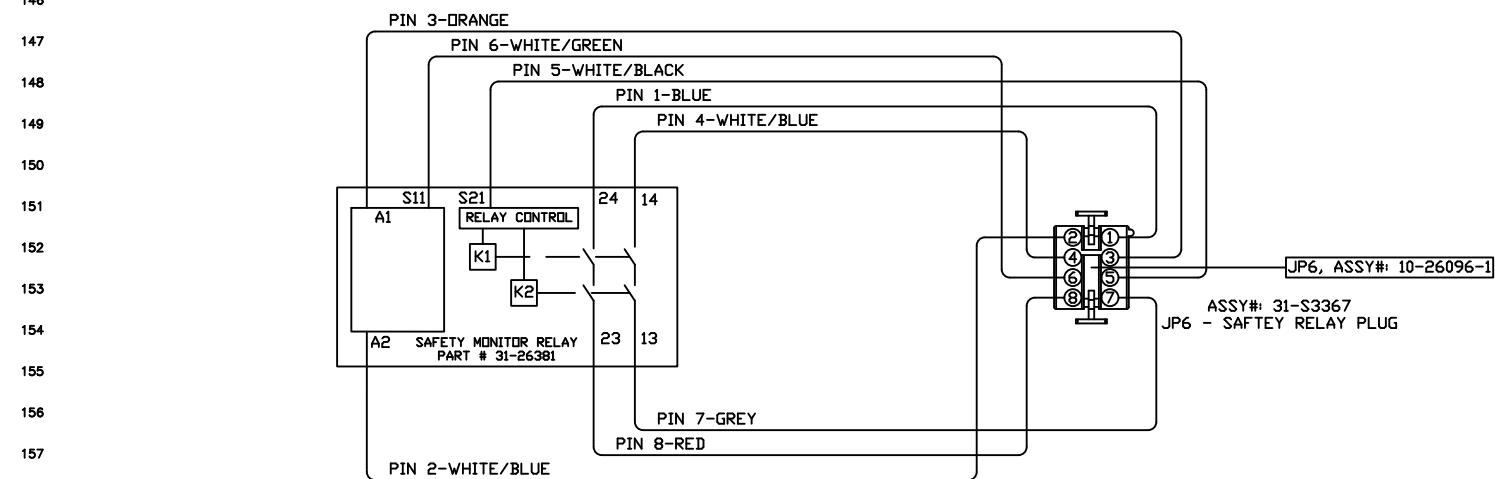 146
PIN 3-ORANGE
147
PIN 6-WHITE/GREEN
PIN 5-WHITE/BLACK
148
PIN 1-BLUE
149
PIN 4-WHITE/BLUE
150
151
S11
S21
24
14
A1
RELAY CONTROL
152
K1
2
1
4
3
JP6, ASSY#: 10-26096-1
153
K2
6
5
8
7
ASSY#: 31-S3367
JP6 - SAFTEY RELAY PLUG
154
A2
SAFETY MONITOR RELAY
PART # 31-26381
23
13
155
156
PIN 7-GREY
PIN 8-RED
157
PIN 2-WHITE/BLUE